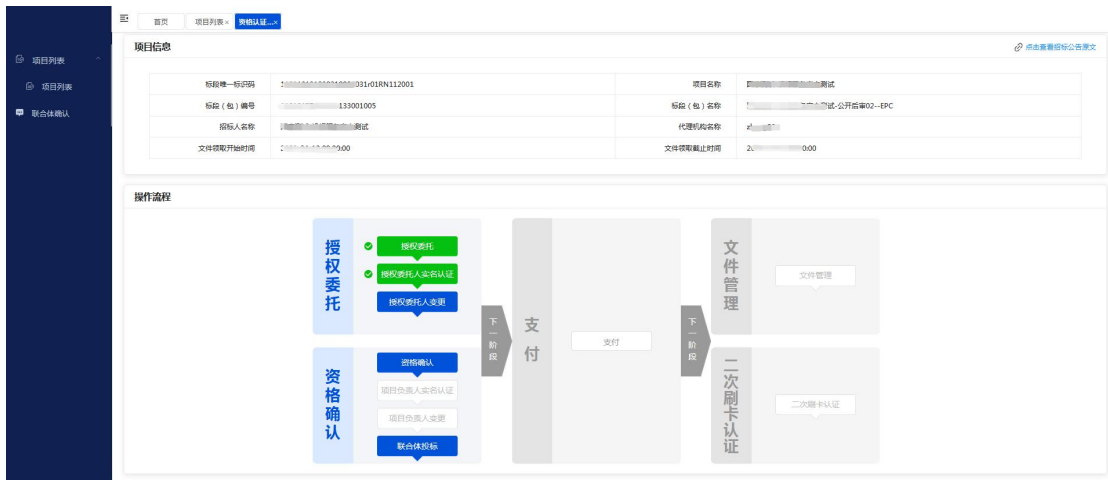 首页 项目列表× 资格认证...×
项目列表
项目列表
联合体确认
项目信息 点击查看招标公告原文
标段唯一标识码 031r01RN112001 项目名称 测试
标段（包）编号 133001005 标段（包）名称 测试-公开后审02--EPC
招标人名称 测试 代理机构名称
文件领取开始时间 文件领取截止时间
操作流程
授权委托
授权委托
授权委托人实名认证
授权委托人变更
资格确认
资格确认
项目负责人实名认证
项目负责人变更
联合体投标
下一阶段
支付
支付
下一阶段
文件管理
文件管理
二次刷卡认证
二次刷卡认证